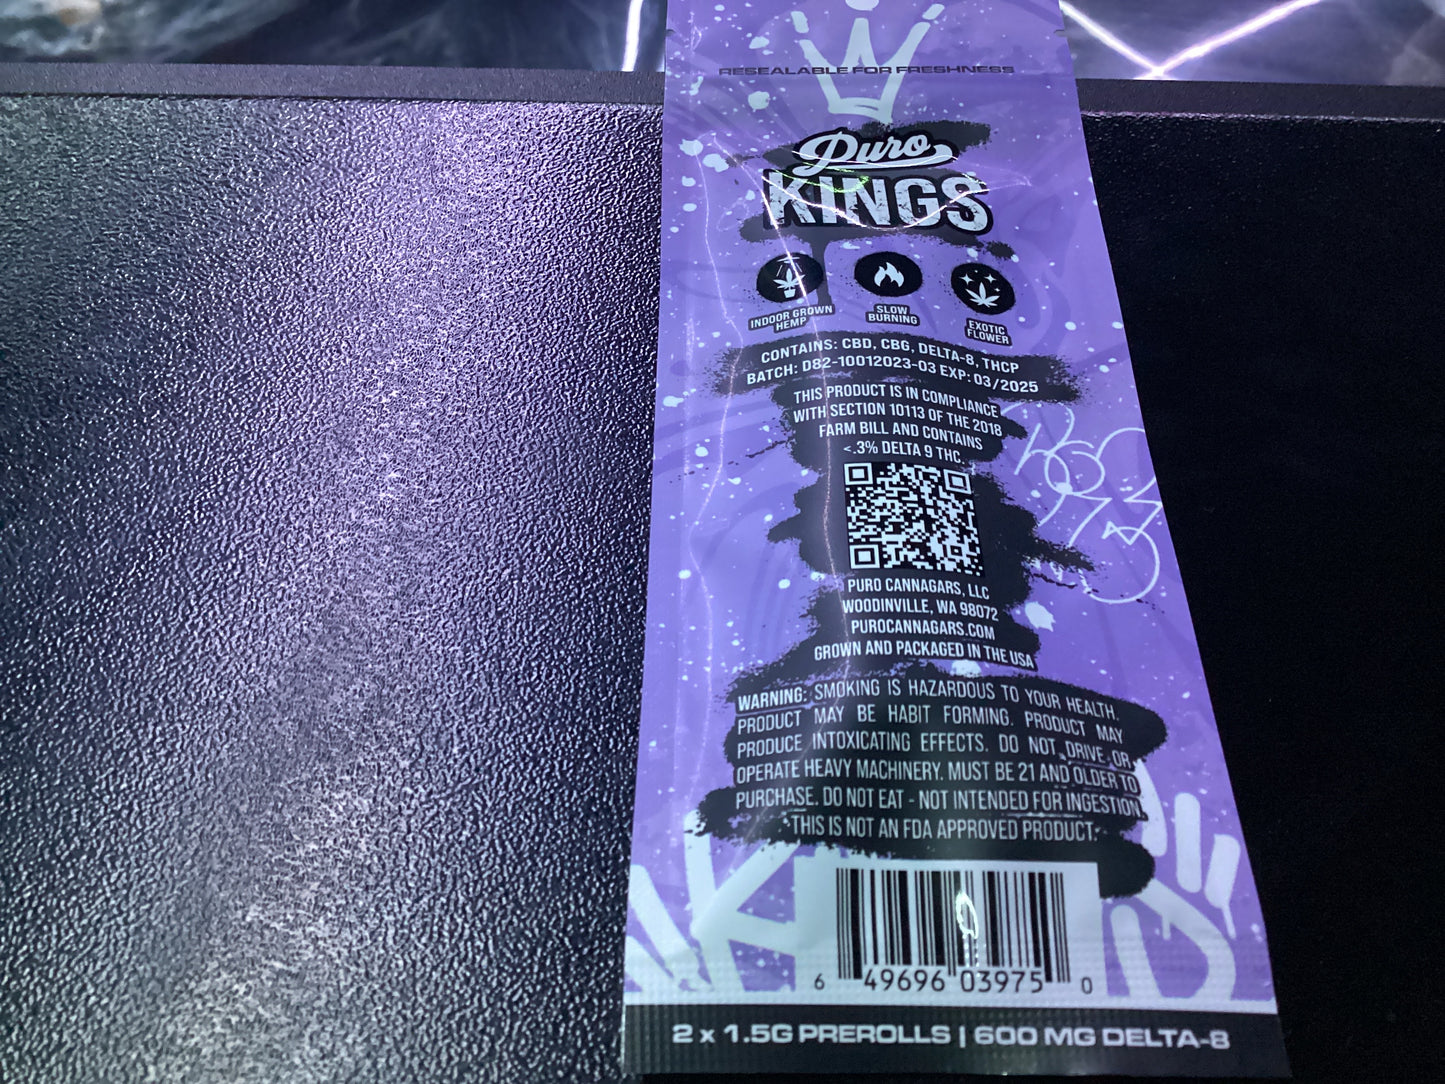 RESEALABLE FOR FRESHNESS
Puro
KINGS
INDOOR GROWN
HEMP
SLOW
BURNING
EXOTIC
FLOWER
CONTAINS: CBD, CBG, DELTA-8, THCP
BATCH: D82-10012023-03 EXP: 03/2025
THIS PRODUCT IS IN COMPLIANCE
WITH SECTION 10113 OF THE 2018
FARM BILL AND CONTAINS
<.3% DELTA 9 THC.
PURO CANNAGARS, LLC
WOODINVILLE, WA 98072
PUROCANNAGARS.COM
GROWN AND PACKAGED IN THE USA
WARNING: SMOKING IS HAZARDOUS TO YOUR HEALTH.
PRODUCT MAY BE HABIT FORMING. PRODUCT MAY
PRODUCE INTOXICATING EFFECTS. DO NOT DRIVE OR
OPERATE HEAVY MACHINERY. MUST BE 21 AND OLDER TO
PURCHASE. DO NOT EAT - NOT INTENDED FOR INGESTION.
THIS IS NOT AN FDA APPROVED PRODUCT.
6 49696 03975 0
2 x 1.5G PREROLLS | 600 MG DELTA-8